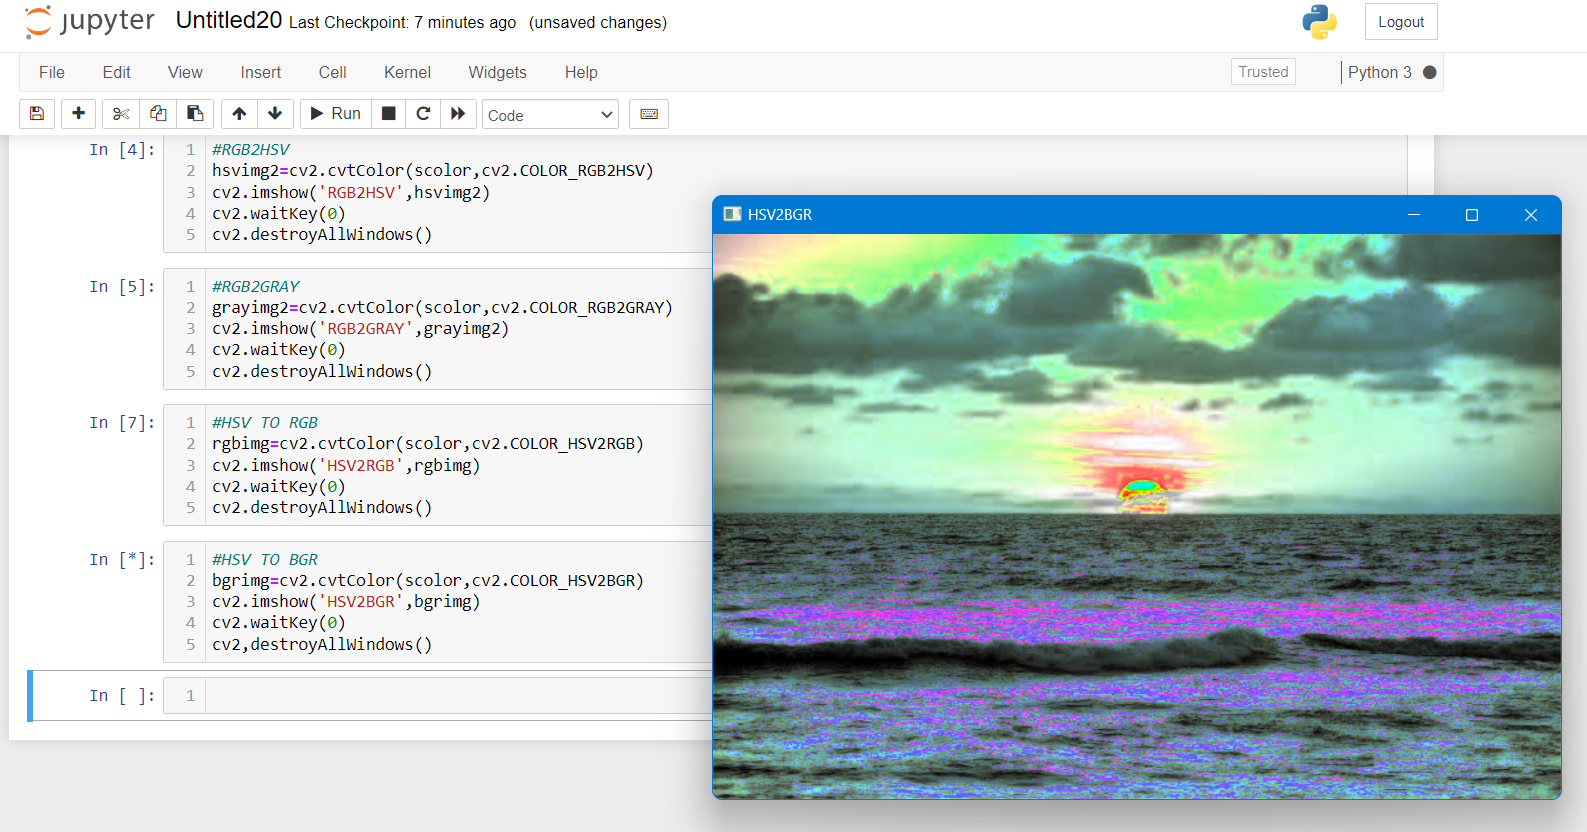 jupyter Untitled20 Last Checkpoint: 7 minutes ago (unsaved changes) Logout
File Edit View Insert Cell Kernel Widgets Help Trusted Python 3
Run Code
In [4]: 1 #RGB2HSV
2 hsvimg2=cv2.cvtColor(scolor,cv2.COLOR_RGB2HSV)
3 cv2.imshow('RGB2HSV',hsvimg2)
4 cv2.waitKey(0)
5 cv2.destroyAllWindows()
In [5]: 1 #RGB2GRAY
2 grayimg2=cv2.cvtColor(scolor,cv2.COLOR_RGB2GRAY)
3 cv2.imshow('RGB2GRAY',grayimg2)
4 cv2.waitKey(0)
5 cv2.destroyAllWindows()
In [7]: 1 #HSV TO RGB
2 rgbimg=cv2.cvtColor(scolor,cv2.COLOR_HSV2RGB)
3 cv2.imshow('HSV2RGB',rgbimg)
4 cv2.waitKey(0)
5 cv2.destroyAllWindows()
In [*]: 1 #HSV TO BGR
2 bgrimg=cv2.cvtColor(scolor,cv2.COLOR_HSV2BGR)
3 cv2.imshow('HSV2BGR',bgrimg)
4 cv2.waitKey(0)
5 cv2,destroyAllWindows()
In [ ]: 1
HSV2BGR